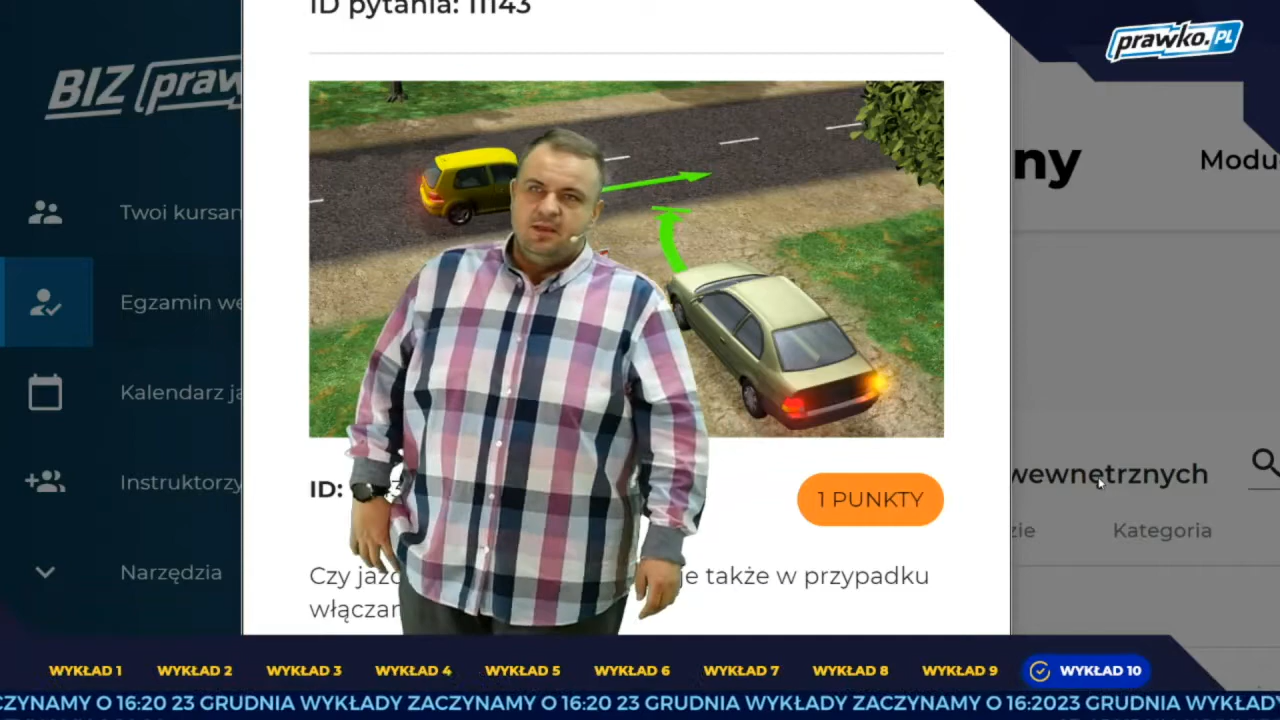 ID pytania: 11143
prawko.PL
BIZ praw
ny
Modu
Twoi kursan
Egzamin we
Kalendarz ja
Instruktorzy
Narzędzia
wewnętrznych
zie
Kategoria
ID:
1 PUNKTY
Czy jazd je także w przypadku
włączan
WYKŁAD 1 WYKŁAD 2 WYKŁAD 3 WYKŁAD 4 WYKŁAD 5 WYKŁAD 6 WYKŁAD 7 WYKŁAD 8 WYKŁAD 9 WYKŁAD 10
CZYNAMY O 16:20 23 GRUDNIA WYKŁADY ZACZYNAMY O 16:20 23 GRUDNIA WYKŁADY ZACZYNAMY O 16:2023 GRUDNIA WYKŁAD